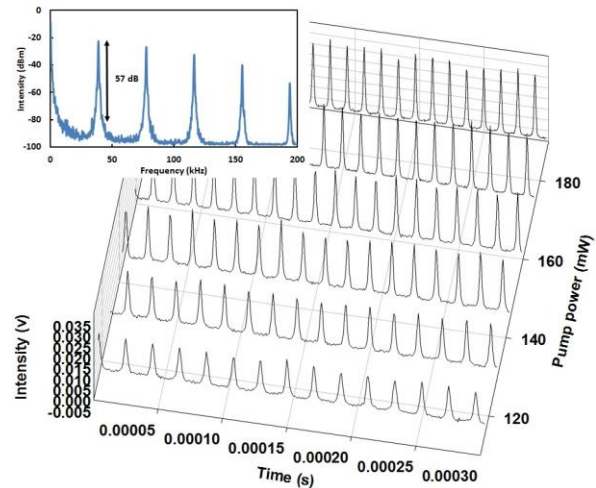 0
-20
-40
-60
-80
-100
Intensity (dBm)
57 dB
0 50 100 150 200
Frequency (kHz)
180
160
140
120
Pump power (mW)
0.035
0.030
0.025
0.020
0.015
0.010
0.005
0.000
-0.005
Intensity (v)
0.00005 0.00010 0.00015 0.00020 0.00025 0.00030
Time (s)